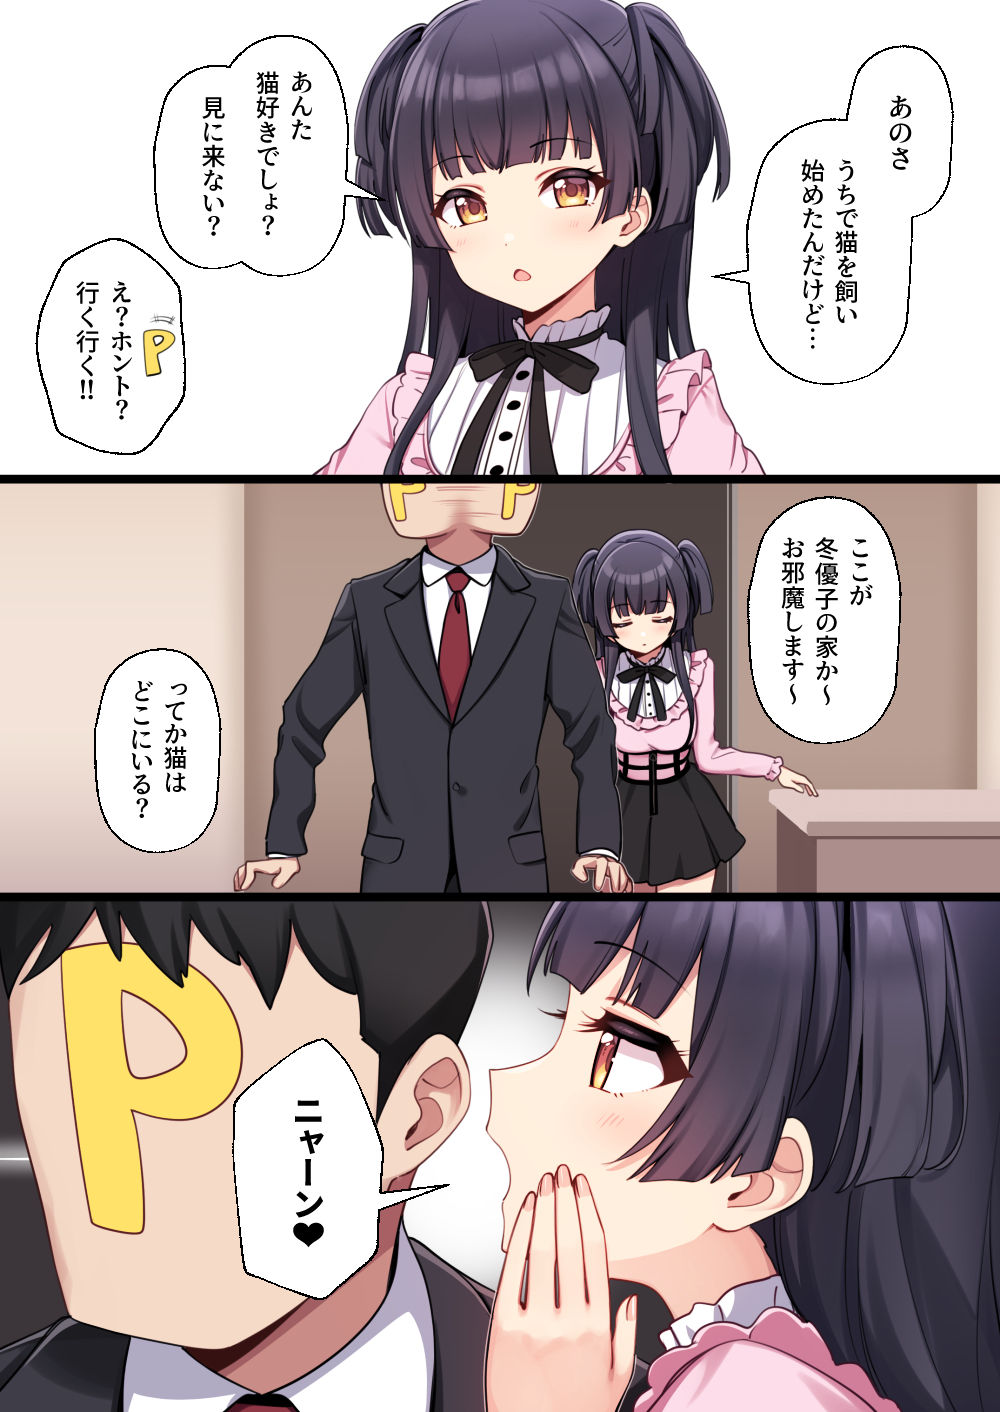 あのさ
うちで猫を飼い
始めたんだけど…
あんた
猫好きでしょ？
見に来ない？
P
え？ホント？
行く行く!!
P
P
ここが
冬優子の家か～
お邪魔します～
ってか猫は
どこにいる？
P
ニャーン♥